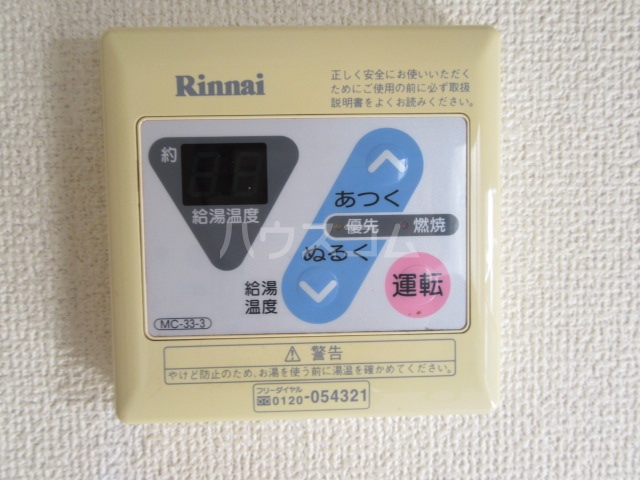 Rinnai
正しく安全にお使いいただく
ためにご使用の前に必ず取扱
説明書をよくお読みください。
約
給湯温度
あつく
優先 燃焼
ぬるく
給湯
温度
運転
MC-33-3
ハウスコム
⚠ 警告
やけど防止のため、お湯を使う前に湯温を確かめてください。
フリーダイヤル
0120-054321